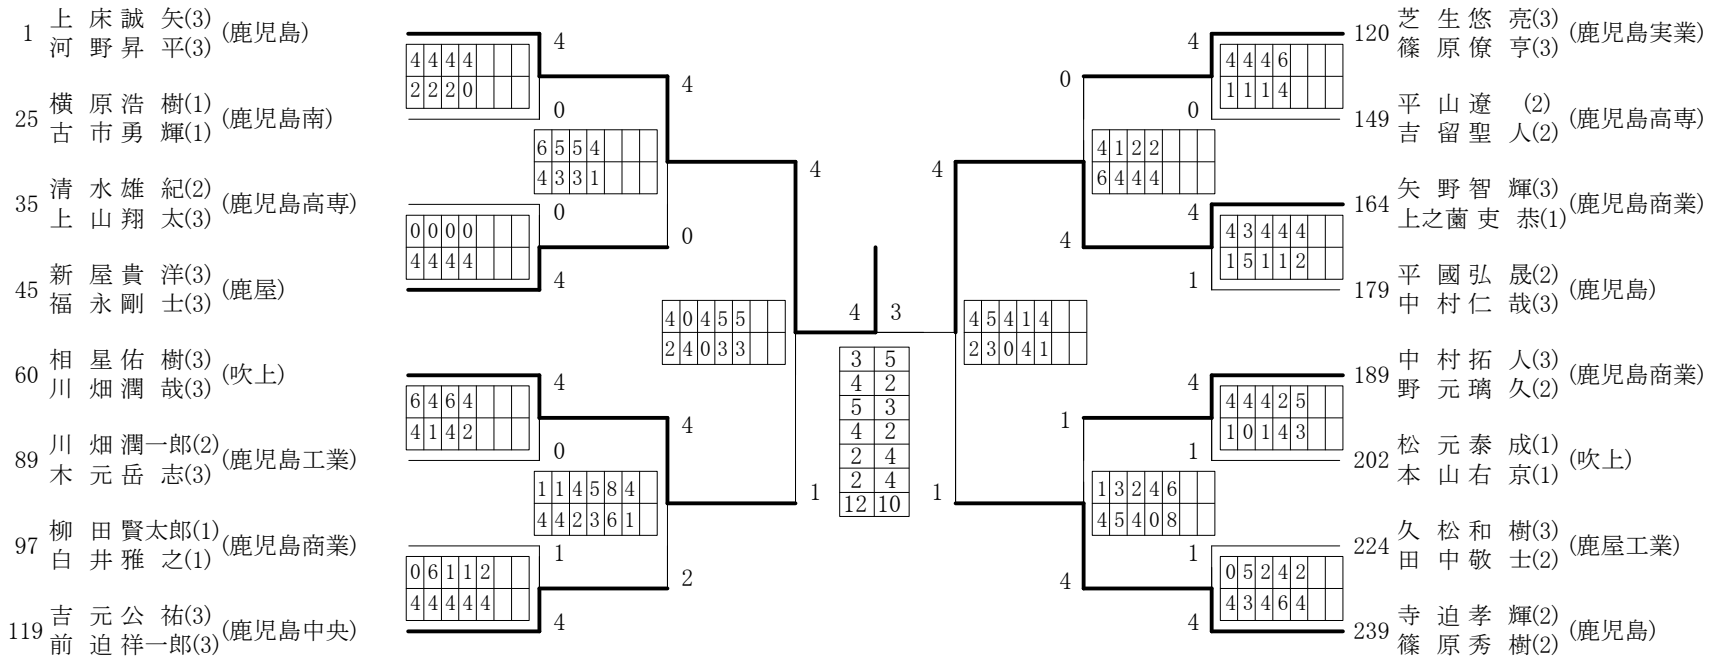 1 上 床 誠 矢(3) (鹿児島)
河 野 昇 平(3)
4
4 4 4 4
2 2 2 0
4
25 横 原 浩 樹(1) (鹿児島南)
古 市 勇 輝(1)
0
6 5 5 4
4 3 3 1
4
35 清 水 雄 紀(2) (鹿児島高専)
上 山 翔 太(3)
0
0 0 0 0
4 4 4 4
0
45 新 屋 貴 洋(3) (鹿屋)
福 永 剛 士(3)
4
4 0 4 5 5
2 4 0 3 3
60 相 星 佑 樹(3) (吹上)
川 畑 潤 哉(3)
4
6 4 6 4
4 1 4 2
4
89 川 畑 潤一郎(2) (鹿児島工業)
木 元 岳 志(3)
0
1 1 4 5 8 4
4 4 2 3 6 1
1
97 柳 田 賢太郎(1) (鹿児島商業)
白 井 雅 之(1)
1
0 6 1 1 2
4 4 4 4 4
2
119 吉 元 公 祐(3) (鹿児島中央)
前 迫 祥一郎(3)
4
4 3
3 5
4 2
5 3
4 2
2 4
2 4
12 10
120 芝 生 悠 亮(3) (鹿児島実業)
篠 原 僚 亨(3)
4
4 4 4 6
1 1 1 4
0
149 平 山 遼 (2) (鹿児島高専)
吉 留 聖 人(2)
0
4 1 2 2
6 4 4 4
4
164 矢 野 智 輝(3) (鹿児島商業)
上之薗 吏 恭(1)
4
4 3 4 4 4
1 5 1 1 2
4
179 平 國 弘 晟(2) (鹿児島)
中 村 仁 哉(3)
1
4 5 4 1 4
2 3 0 4 1
189 中 村 拓 人(3) (鹿児島商業)
野 元 璃 久(2)
4
4 4 4 2 5
1 0 1 4 3
1
202 松 元 泰 成(1) (吹上)
本 山 右 京(1)
1
1 3 2 4 6
4 5 4 0 8
1
224 久 松 和 樹(3) (鹿屋工業)
田 中 敬 士(2)
1
0 5 2 4 2
4 3 4 6 4
4
239 寺 迫 孝 輝(2) (鹿児島)
篠 原 秀 樹(2)
4